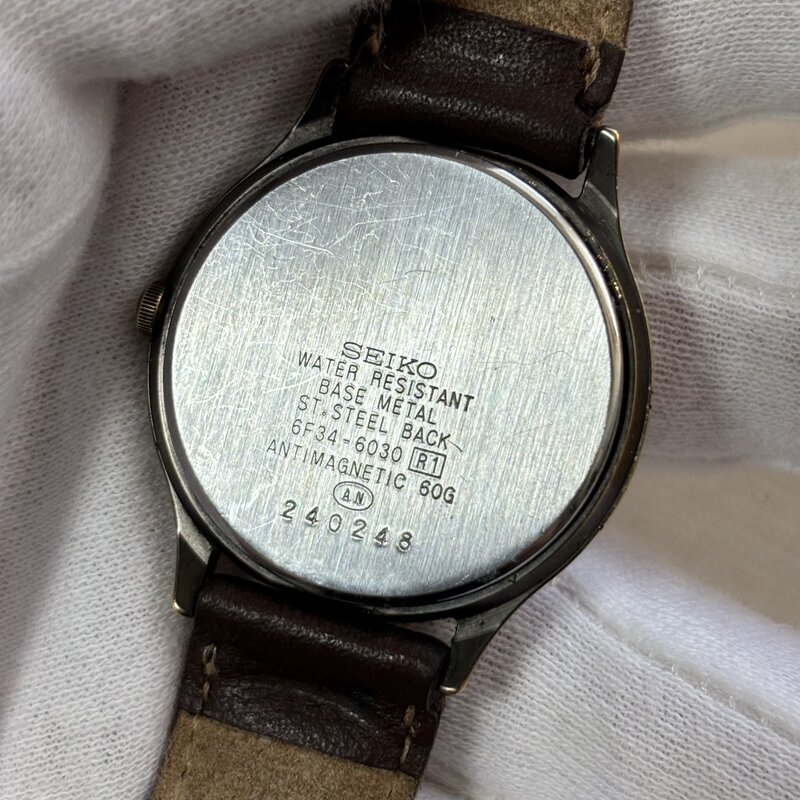 SEIKO
WATER RESISTANT
BASE METAL
ST.STEEL BACK
6F34-6030 R1
ANTIMAGNETIC 60G
AN
240248